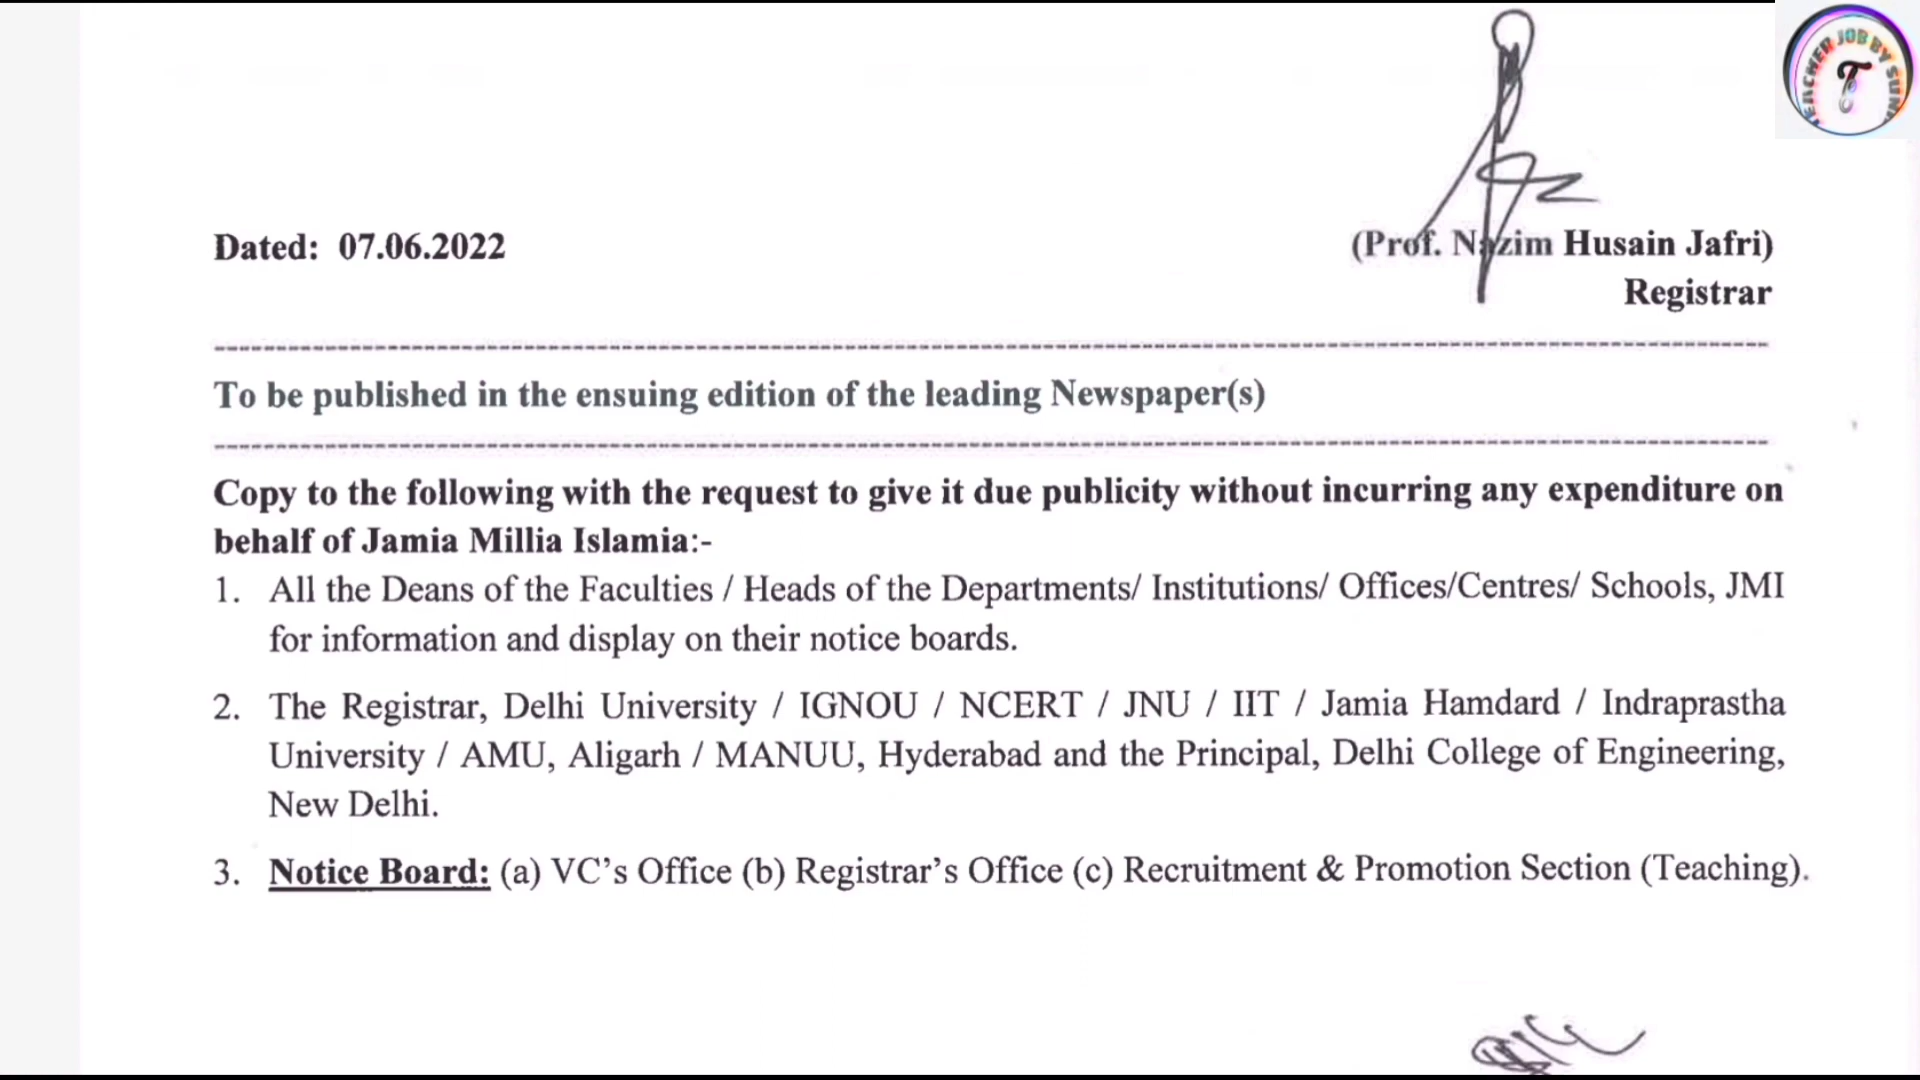 TEACHER JOB BY SUNI
T
Dated: 07.06.2022
(Prof. Nazim Husain Jafri)
Registrar
To be published in the ensuing edition of the leading Newspaper(s)
Copy to the following with the request to give it due publicity without incurring any expenditure on
behalf of Jamia Millia Islamia:-
1. All the Deans of the Faculties / Heads of the Departments/ Institutions/ Offices/Centres/ Schools, JMI
for information and display on their notice boards.
2. The Registrar, Delhi University / IGNOU / NCERT / JNU / IIT / Jamia Hamdard / Indraprastha
University / AMU, Aligarh / MANUU, Hyderabad and the Principal, Delhi College of Engineering,
New Delhi.
3. Notice Board: (a) VC’s Office (b) Registrar’s Office (c) Recruitment & Promotion Section (Teaching).